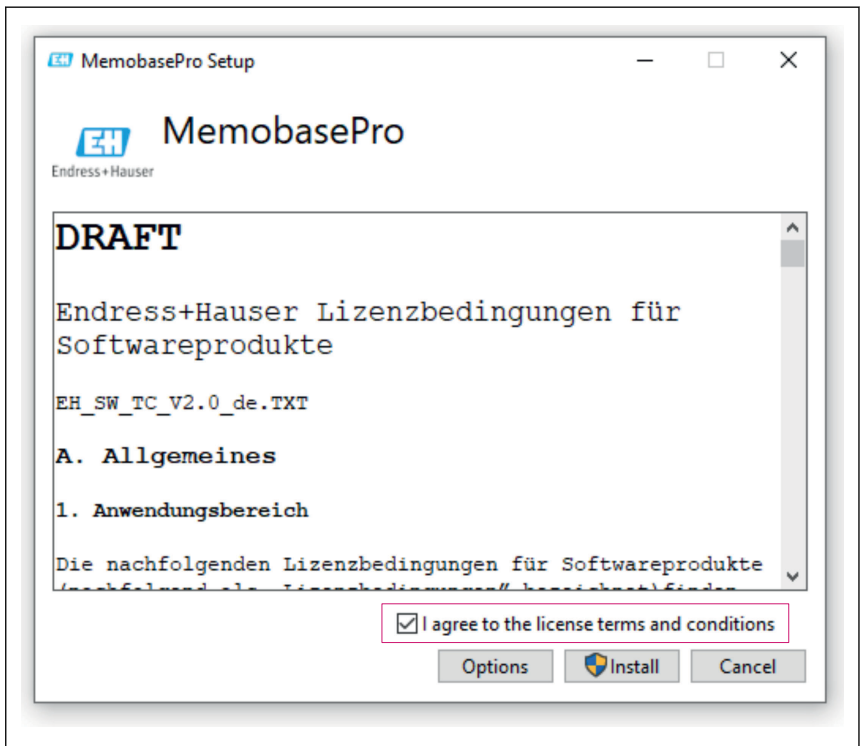 MemobasePro Setup
EH
MemobasePro
Endress+Hauser
DRAFT
Endress+Hauser Lizenzbedingungen für
Softwareprodukte
EH_SW_TC_V2.0_de.TXT
A. Allgemeines
1. Anwendungsbereich
Die nachfolgenden Lizenzbedingungen für Softwareprodukte
I agree to the license terms and conditions
Options Install Cancel